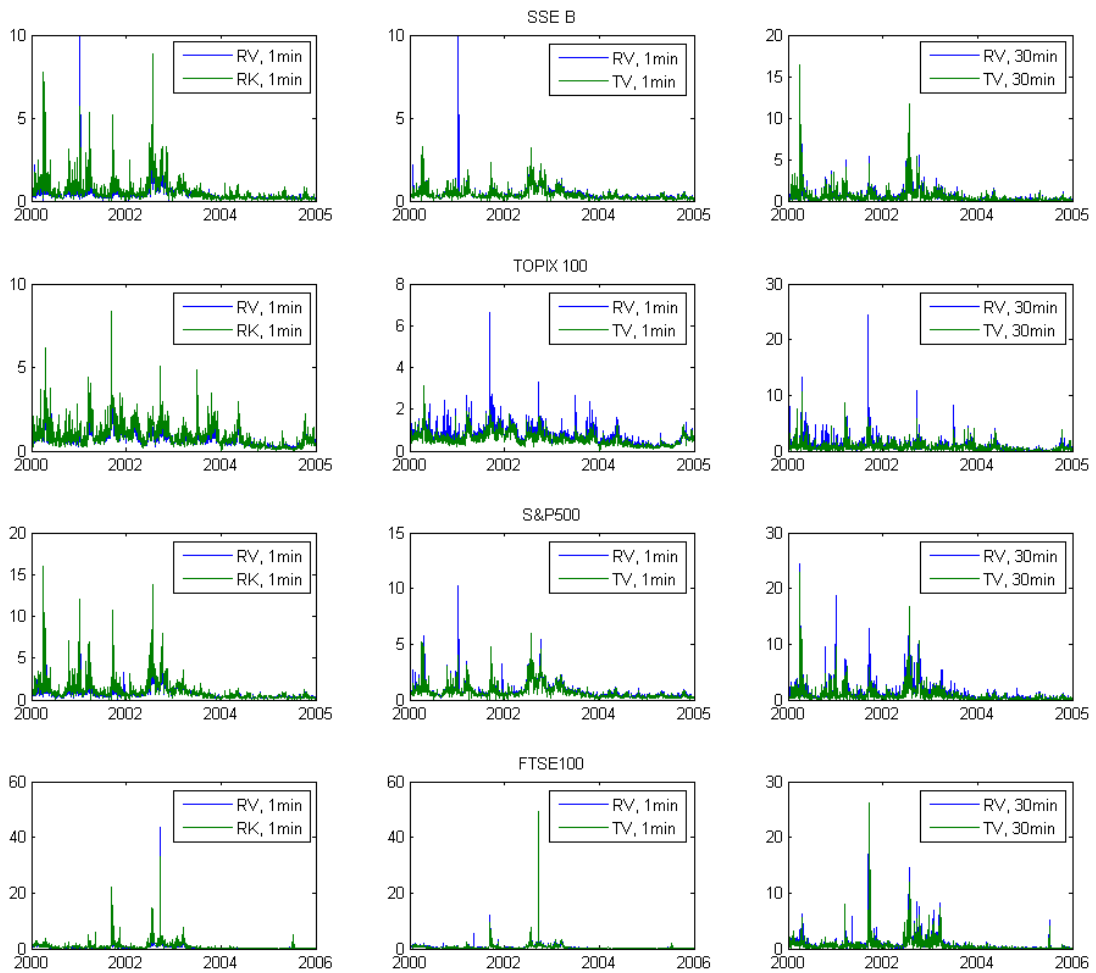 SSE B
10
5
0
2000 2002 2004 2005
RV, 1min
RK, 1min
10
5
0
2000 2002 2004 2005
RV, 1min
TV, 1min
20
15
10
5
0
2000 2002 2004 2005
RV, 30min
TV, 30min
TOPIX 100
10
5
0
2000 2002 2004 2005
RV, 1min
RK, 1min
8
6
4
2
0
2000 2002 2004 2005
RV, 1min
TV, 1min
30
20
10
0
2000 2002 2004 2005
RV, 30min
TV, 30min
S&P500
20
15
10
5
0
2000 2002 2004 2005
RV, 1min
RK, 1min
15
10
5
0
2000 2002 2004 2005
RV, 1min
TV, 1min
30
20
10
0
2000 2002 2004 2005
RV, 30min
TV, 30min
FTSE100
60
40
20
0
2000 2002 2004 2006
RV, 1min
RK, 1min
60
40
20
0
2000 2002 2004 2006
RV, 1min
TV, 1min
30
20
10
0
2000 2002 2004 2006
RV, 30min
TV, 30min